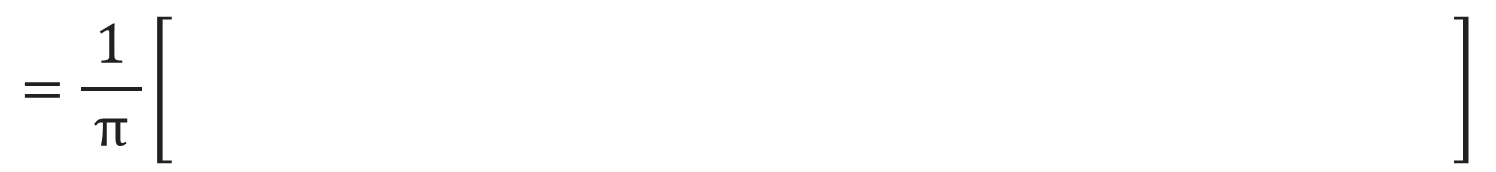 = 1/π [ ]